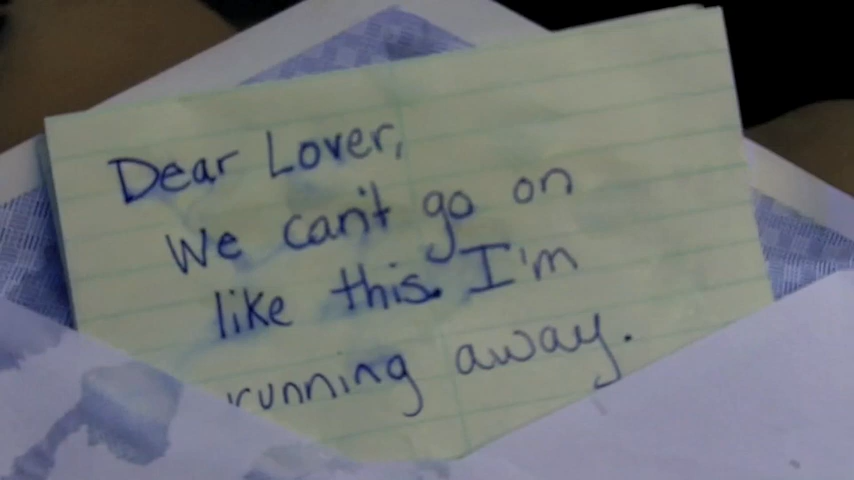 Dear Lover,
We can't go on
like this. I'm
running away.